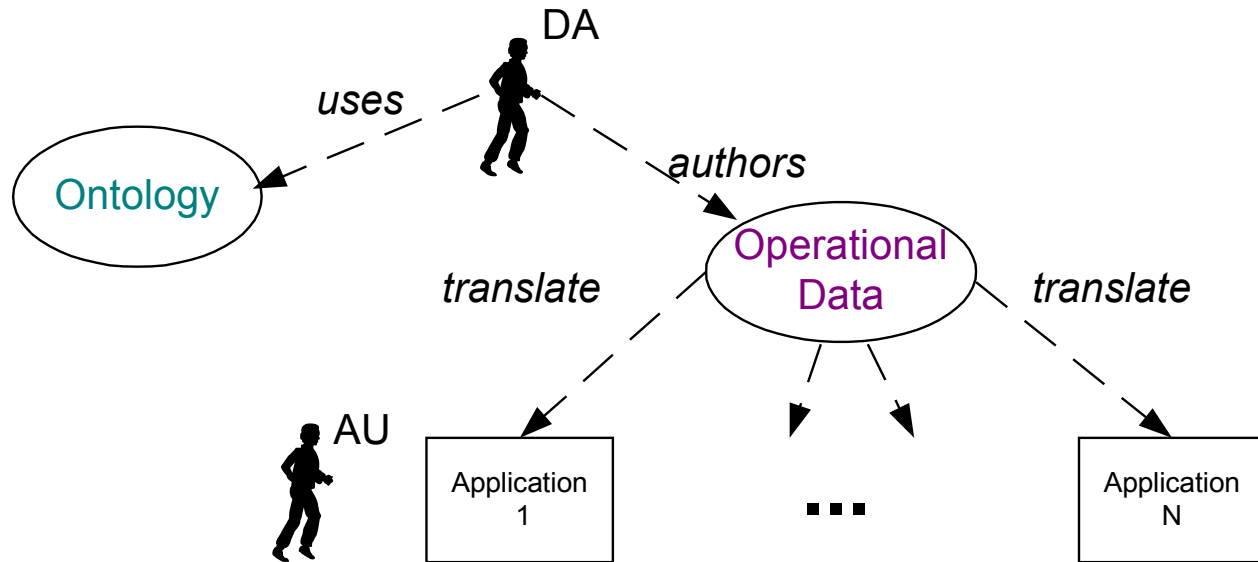 DA
uses
authors
Ontology
Operational
Data
translate
translate
AU
Application
1
...
Application
N